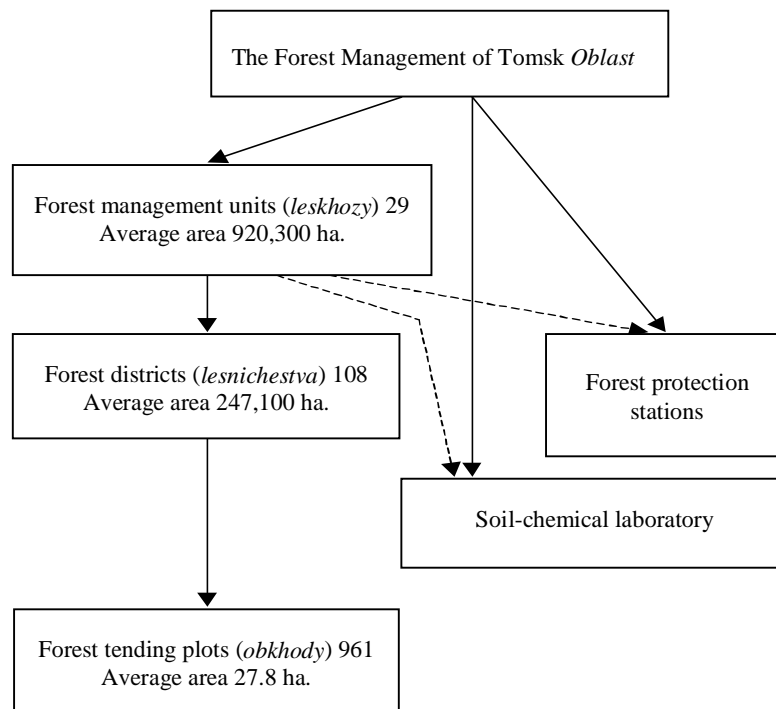 The Forest Management of Tomsk Oblast
Forest management units (leskhozy) 29
Average area 920,300 ha.
Forest districts (lesnichestva) 108
Average area 247,100 ha.
Forest protection
stations
Soil-chemical laboratory
Forest tending plots (obkhody) 961
Average area 27.8 ha.